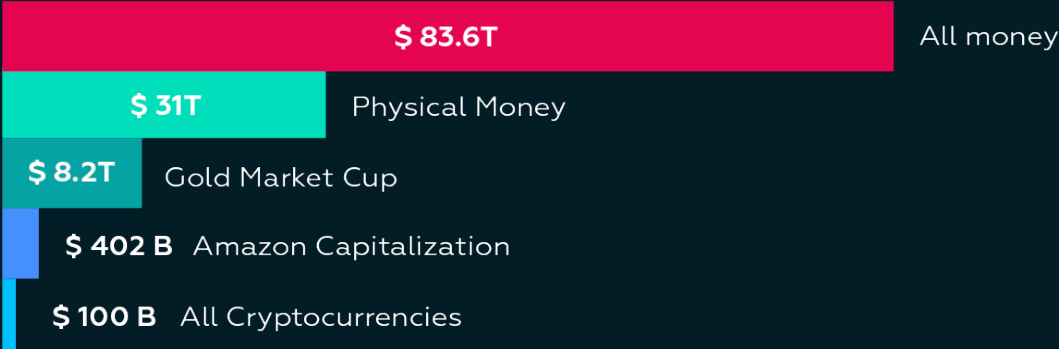 $ 83.6T All money
$ 31T Physical Money
$ 8.2T Gold Market Cup
$ 402 B Amazon Capitalization
$ 100 B All Cryptocurrencies